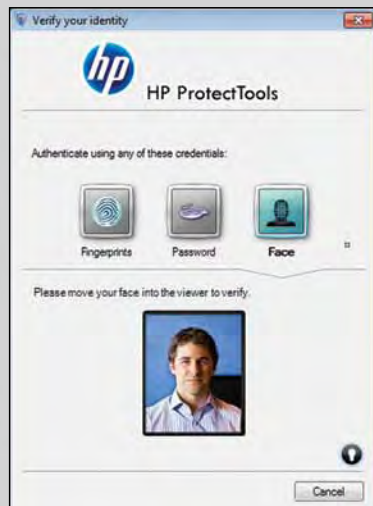 Verify your identity
hp
HP ProtectTools
Authenticate using any of these credentials:
Fingerprints
Password
Face
Please move your face into the viewer to verify.
Cancel